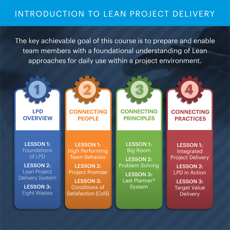 INTRODUCTION TO LEAN PROJECT DELIVERY
The key achievable goal of this course is to prepare and enable
team members with a foundational understanding of Lean
approaches for daily use within a project environment.
1
LPD
OVERVIEW
LESSON 1:
Foundations
of LPD
LESSON 2:
Lean Project
Delivery System
LESSON 3:
Eight Wastes
2
CONNECTING
PEOPLE
LESSON 1:
High Performing
Team Behavior
LESSON 2:
Project Promise
LESSON 3:
Conditions of
Satisfaction (CoS)
3
CONNECTING
PRINCIPLES
LESSON 1:
Big Room
LESSON 2:
Problem Solving
LESSON 3:
Last Planner®
System
4
CONNECTING
PRACTICES
LESSON 1:
Integrated
Project Delivery
LESSON 2:
LPD in Action
LESSON 3:
Target Value
Delivery